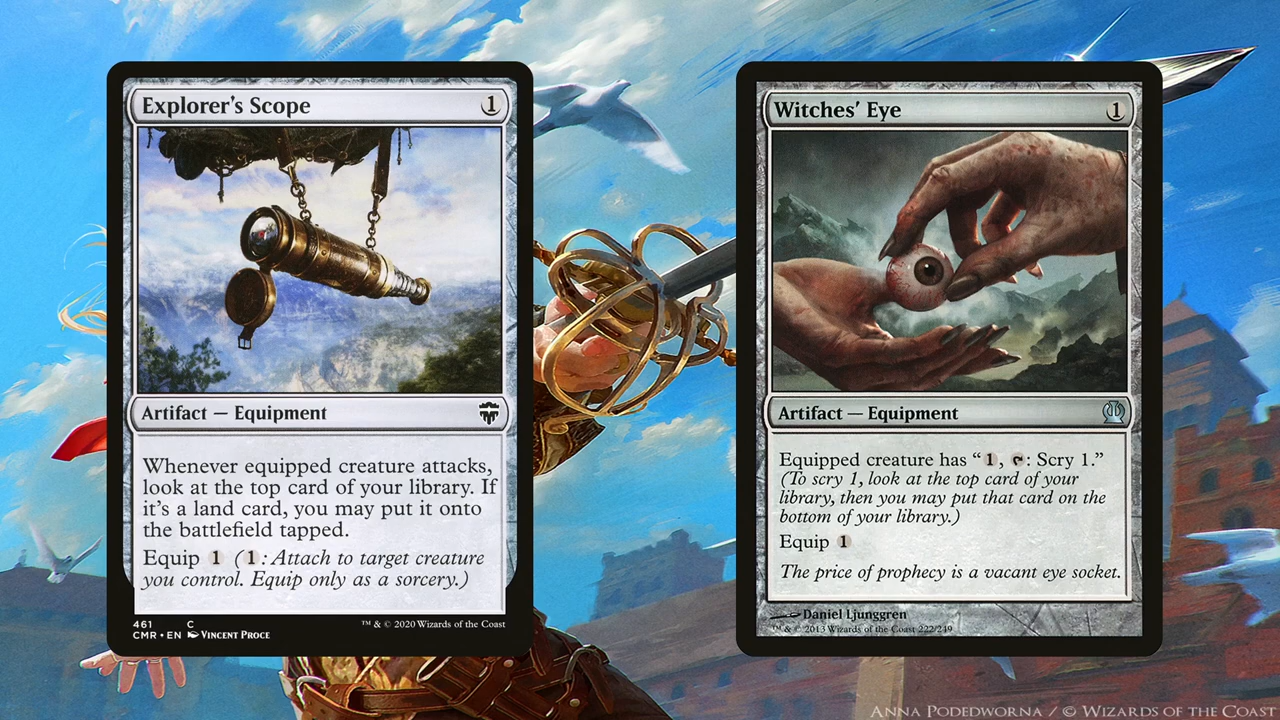 Explorer's Scope 1
Artifact — Equipment
Whenever equipped creature attacks,
look at the top card of your library. If
it's a land card, you may put it onto
the battlefield tapped.
Equip 1 (1: Attach to target creature
you control. Equip only as a sorcery.)
461 C
CMR • EN Vincent Proce
™ & © 2020 Wizards of the Coast
Witches' Eye 1
Artifact — Equipment
Equipped creature has “1, : Scry 1.”
(To scry 1, look at the top card of your
library, then you may put that card on the
bottom of your library.)
Equip 1
The price of prophecy is a vacant eye socket.
Daniel Ljunggren
™ & © 2013 Wizards of the Coast 222/249
Anna Podedworna / © Wizards of the Coast